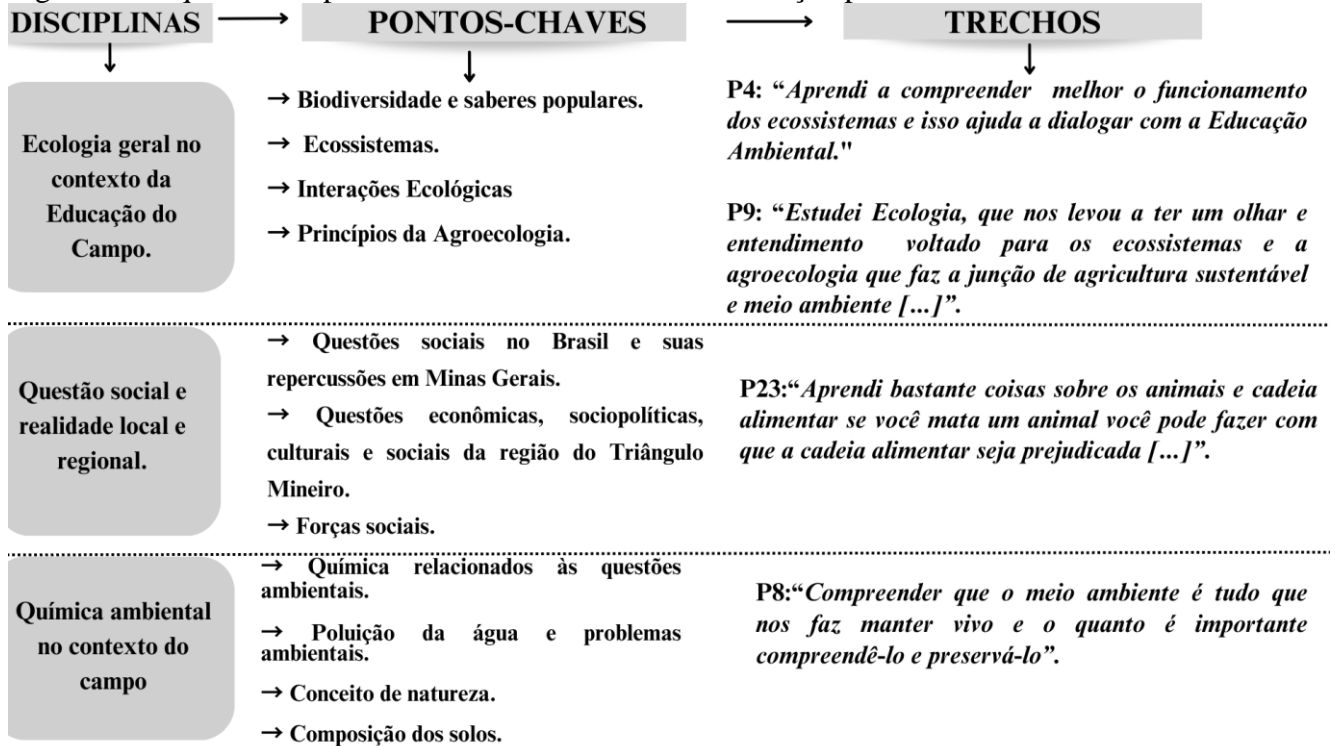 DISCIPLINAS → PONTOS-CHAVES → TRECHOS
Ecologia geral no
contexto da
Educação do
Campo.
→ Biodiversidade e saberes populares.
→ Ecossistemas.
→ Interações Ecológicas
→ Princípios da Agroecologia.
P4: “Aprendi a compreender melhor o funcionamento
dos ecossistemas e isso ajuda a dialogar com a Educação
Ambiental."
P9: “Estudei Ecologia, que nos levou a ter um olhar e
entendimento voltado para os ecossistemas e a
agroecologia que faz a junção de agricultura sustentável
e meio ambiente [...]”.
Questão social e
realidade local e
regional.
→ Questões sociais no Brasil e suas
repercussões em Minas Gerais.
→ Questões econômicas, sociopolíticas,
culturais e sociais da região do Triângulo
Mineiro.
→ Forças sociais.
P23:“Aprendi bastante coisas sobre os animais e cadeia
alimentar se você mata um animal você pode fazer com
que a cadeia alimentar seja prejudicada [...]”.
Química ambiental
no contexto do
campo
→ Química relacionados às questões
ambientais.
→ Poluição da água e problemas
ambientais.
→ Conceito de natureza.
→ Composição dos solos.
P8:“Compreender que o meio ambiente é tudo que
nos faz manter vivo e o quanto é importante
compreendê-lo e preservá-lo”.